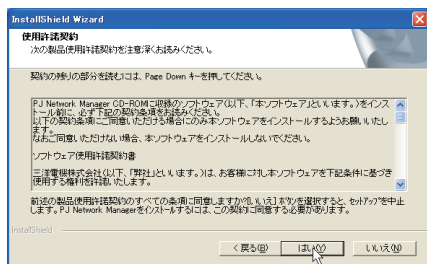 InstallShield Wizard
使用許諾契約
次の製品使用許諾契約を注意深くお読みください。
契約の残りの部分を読むには、Page Down キーを押してください。
PJ Network Manager CD-ROMに収録のソフトウェア(以下、「本ソフトウェア」といいます。)をインス
トール前に、必ず下記の契約条項をお読みください。
以下の契約条項にご同意いただける場合にのみ本ソフトウェアをインストールするようお願いいたし
ます。
なおご同意いただけない場合、本ソフトウェアをインストールしないでください。
ソフトウェア使用許諾契約書
三洋電機株式会社(以下、「弊社」といいます。)は、お客様に対し本ソフトウェアを下記条件に基づき
使用する権利を許諾いたします。
前述の製品使用許諾契約のすべての条項に同意しますか?[いいえ] ボタンを選択すると、セットアップを中止
します。PJ Network Managerをインストールするには、この契約に同意する必要があります。
InstallShield
< 戻る(B)
はい(Y)
いいえ(N)